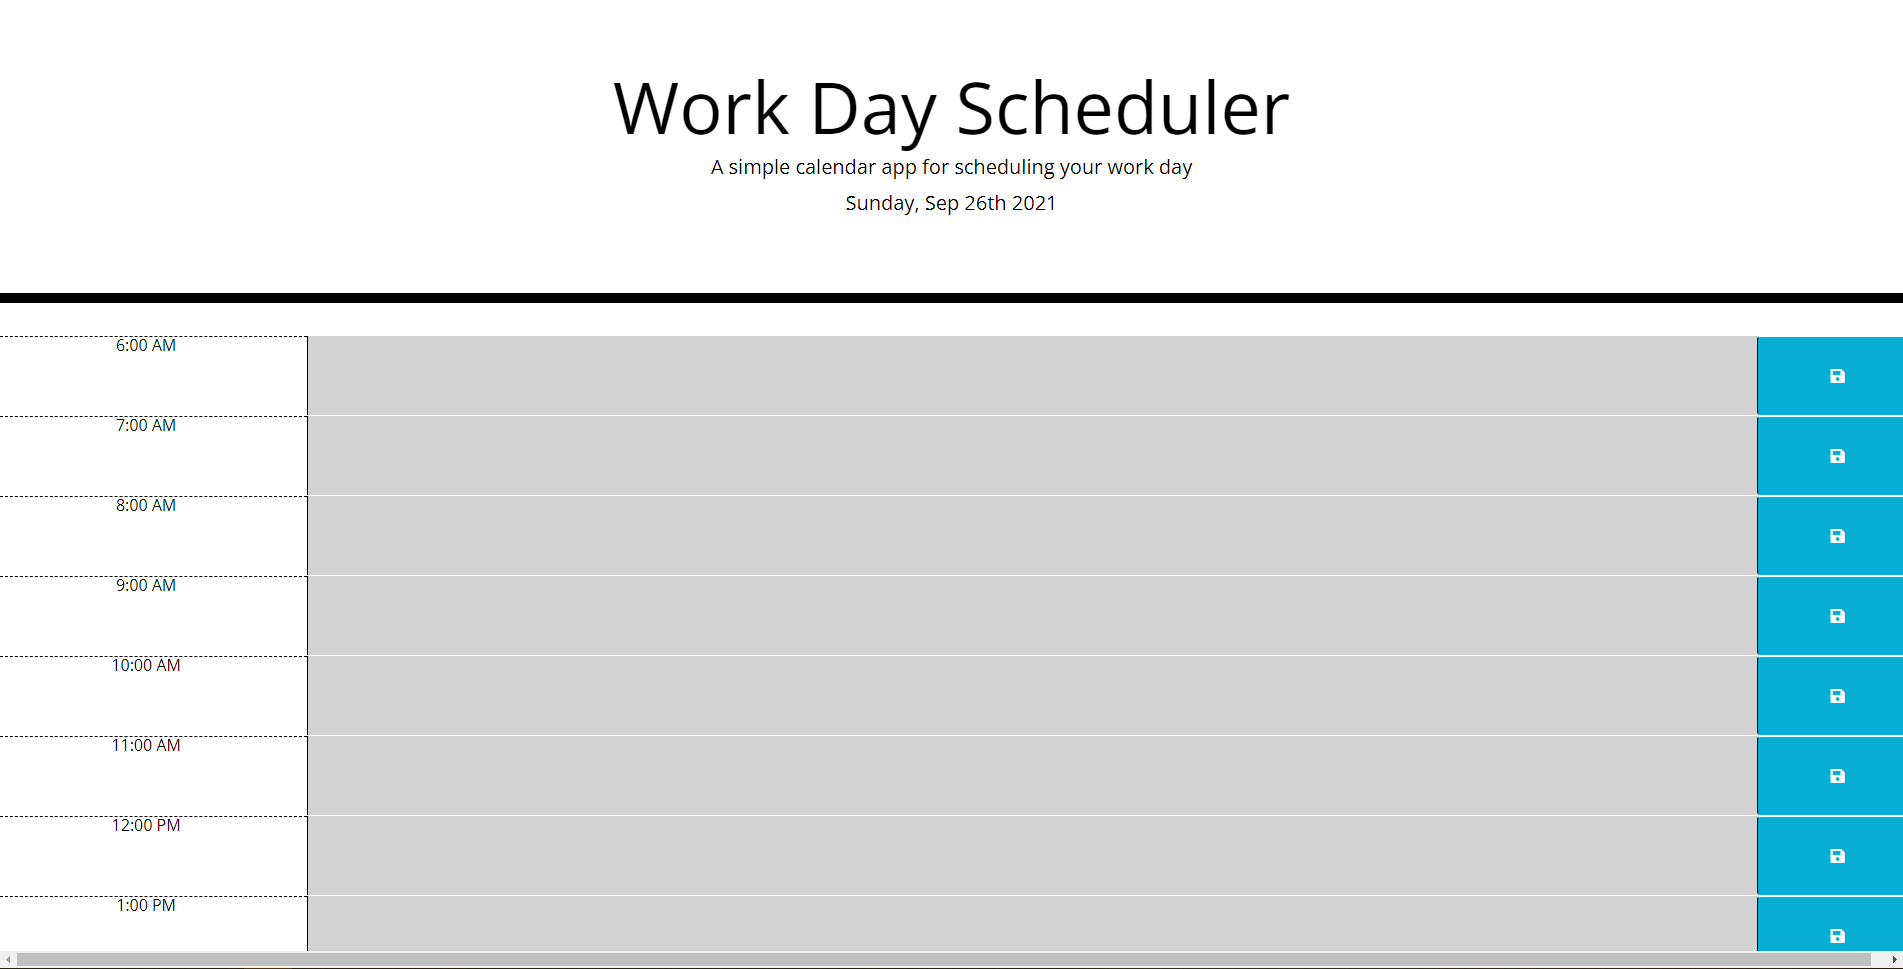 Work Day Scheduler
A simple calendar app for scheduling your work day
Sunday, Sep 26th 2021
6:00 AM
7:00 AM
8:00 AM
9:00 AM
10:00 AM
11:00 AM
12:00 PM
1:00 PM